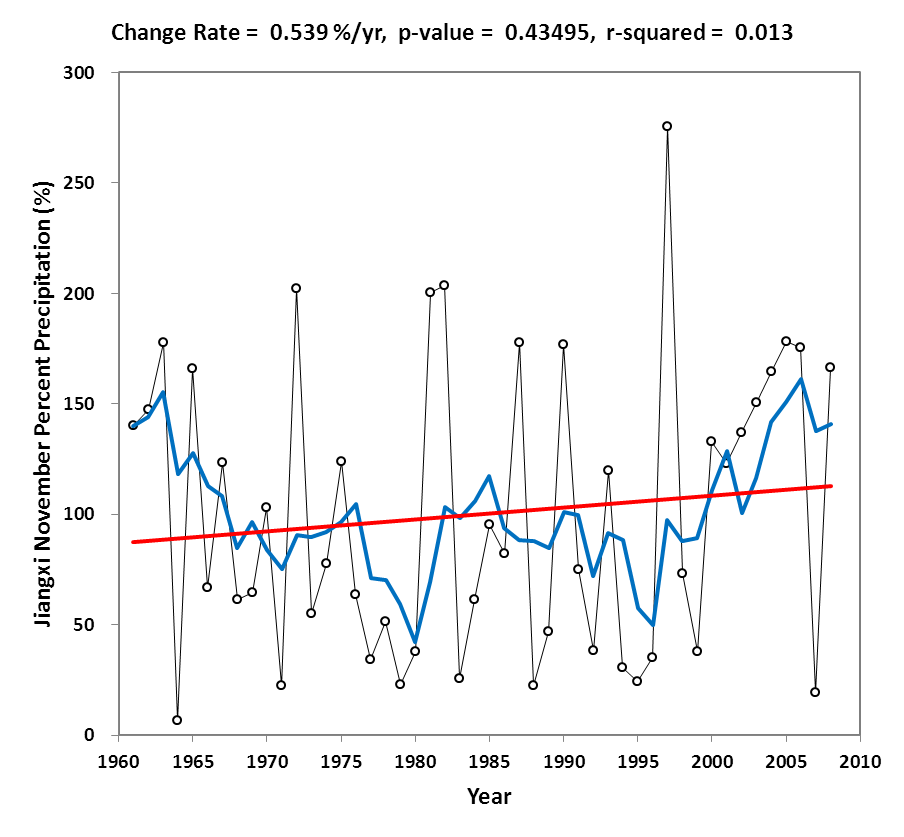 Change Rate = 0.539 %/yr, p-value = 0.43495, r-squared = 0.013
Jiangxi November Percent Precipitation (%)
300
250
200
150
100
50
0
1960 1965 1970 1975 1980 1985 1990 1995 2000 2005 2010
Year